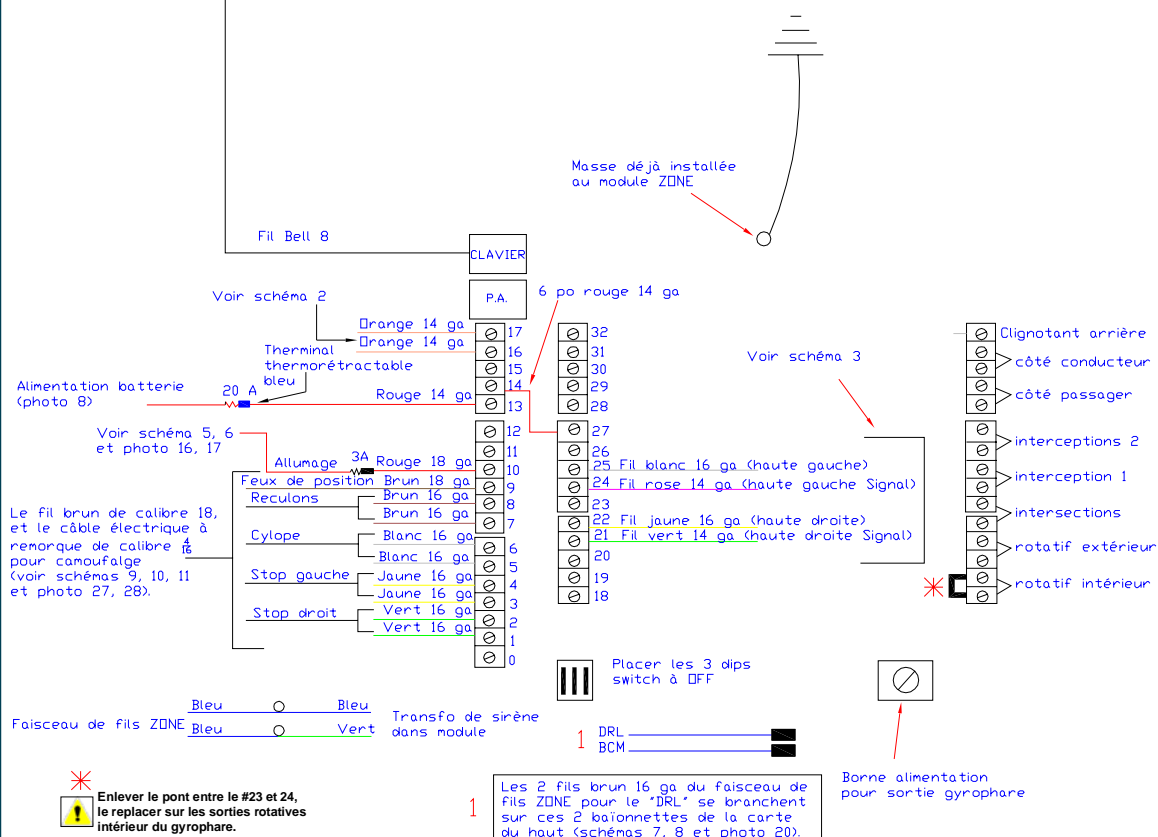 Masse déjà installée
au module ZONE
Fil Bell 8
CLAVIER
P.A.
6 po rouge 14 ga
Voir schéma 2
Orange 14 ga
Orange 14 ga
Therminal
thermorétractable
bleu
Alimentation batterie
(photo 8)
20 A
Rouge 14 ga
Voir schéma 5, 6
et photo 16, 17
Allumage
3A
Rouge 18 ga
Feux de position
Brun 18 ga
Reculons
Brun 16 ga
Brun 16 ga
Cylope
Blanc 16 ga
Blanc 16 ga
Stop gauche
Jaune 16 ga
Jaune 16 ga
Stop droit
Vert 16 ga
Vert 16 ga
Le fil brun de calibre 18,
et le câble électrique à
remorque de calibre 4/16
pour camoufalge
(voir schémas 9, 10, 11
et photo 27, 28).
17
16
15
14
13
12
11
10
9
8
7
6
5
4
3
2
1
0
32
31
30
29
28
27
26
25 Fil blanc 16 ga (haute gauche)
24 Fil rose 14 ga (haute gauche Signal)
23
22 Fil jaune 16 ga (haute droite)
21 Fil vert 14 ga (haute droite Signal)
20
19
18
Voir schéma 3
Clignotant arrière
côté conducteur
côté passager
interceptions 2
interception 1
intersections
rotatif extérieur
rotatif intérieur
Placer les 3 dips
switch à OFF
Faisceau de fils ZONE
Bleu
Bleu
Bleu
Vert
Transfo de sirène
dans module
1
DRL
BCM
Borne alimentation
pour sortie gyrophare
Enlever le pont entre le #23 et 24,
le replacer sur les sorties rotatives
intérieur du gyrophare.
1
Les 2 fils brun 16 ga du faisceau de
fils ZONE pour le "DRL" se branchent
sur ces 2 baïonnettes de la carte
du haut (schémas 7, 8 et photo 20).